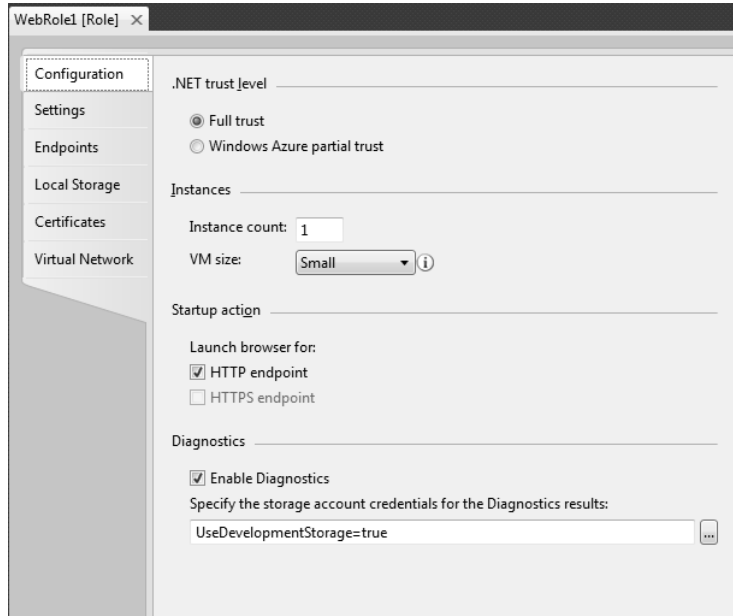 WebRole1 [Role]
Configuration
Settings
Endpoints
Local Storage
Certificates
Virtual Network
.NET trust level
Full trust
Windows Azure partial trust
Instances
Instance count: 1
VM size: Small
Startup action
Launch browser for:
HTTP endpoint
HTTPS endpoint
Diagnostics
Enable Diagnostics
Specify the storage account credentials for the Diagnostics results:
UseDevelopmentStorage=true ...